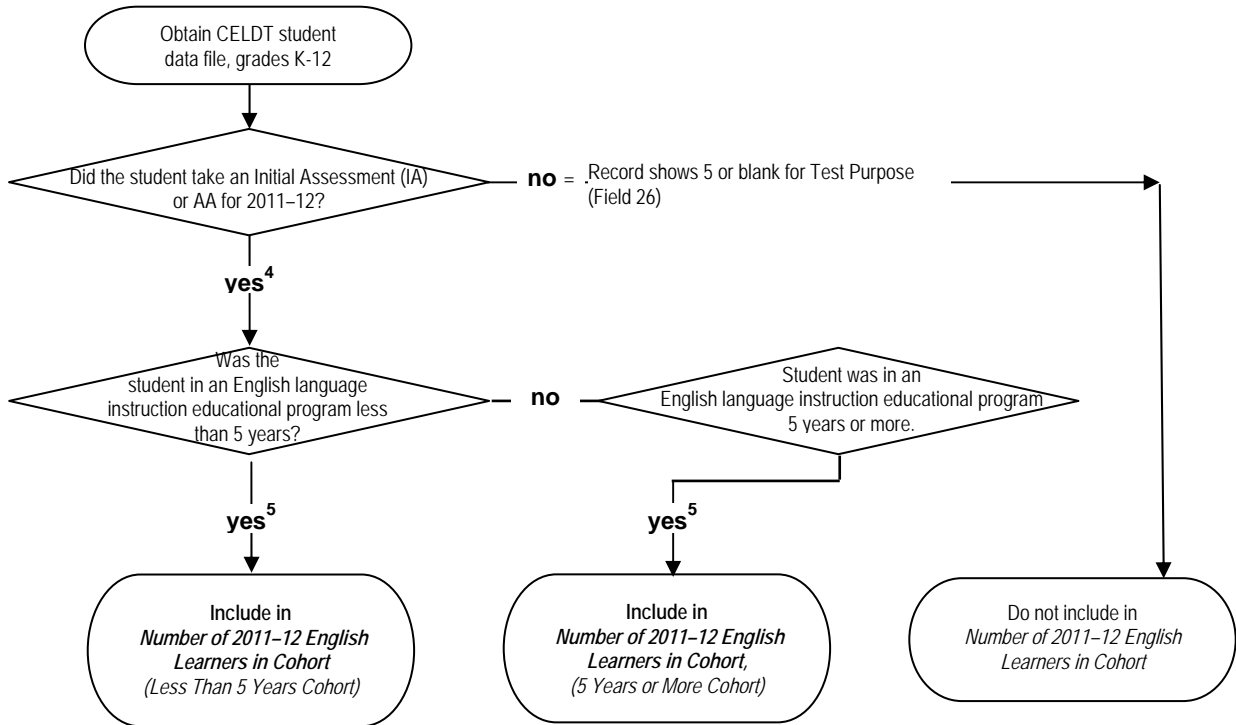 Obtain CELDT student
data file, grades K-12
Did the student take an Initial Assessment (IA)
or AA for 2011–12?
no = Record shows 5 or blank for Test Purpose
(Field 26)
yes4
Was the
student in an English language
instruction educational program less
than 5 years?
no
Student was in an
English language instruction educational program
5 years or more.
yes5
yes5
Include in
Number of 2011–12 English
Learners in Cohort
(Less Than 5 Years Cohort)
Include in
Number of 2011–12 English
Learners in Cohort,
(5 Years or More Cohort)
Do not include in
Number of 2011–12 English
Learners in Cohort